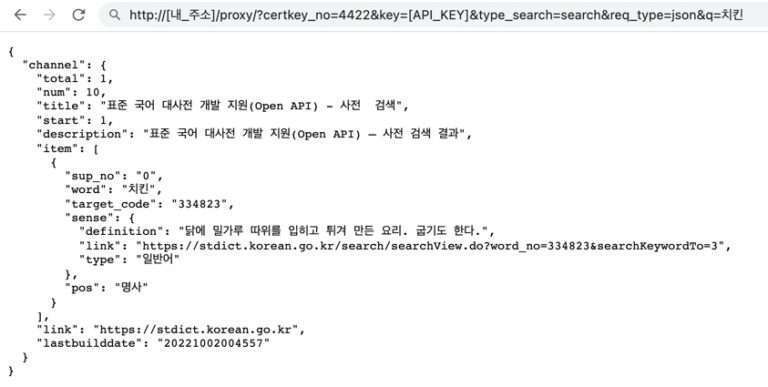 http://[내_주소]/proxy/?certkey_no=4422&key=[API_KEY]&type_search=search&req_type=json&q=치킨
{
"channel": {
"total": 1,
"num": 10,
"title": "표준 국어 대사전 개발 지원(Open API) - 사전  검색",
"start": 1,
"description": "표준 국어 대사전 개발 지원(Open API) – 사전 검색 결과",
"item": [
{
"sup_no": "0",
"word": "치킨",
"target_code": "334823",
"sense": {
"definition": "닭에 밀가루 따위를 입히고 튀겨 만든 요리. 굽기도 한다.",
"link": "https://stdict.korean.go.kr/search/searchView.do?word_no=334823&searchKeywordTo=3",
"type": "일반어"
},
"pos": "명사"
}
],
"link": "https://stdict.korean.go.kr",
"lastbuilddate": "20221002004557"
}
}